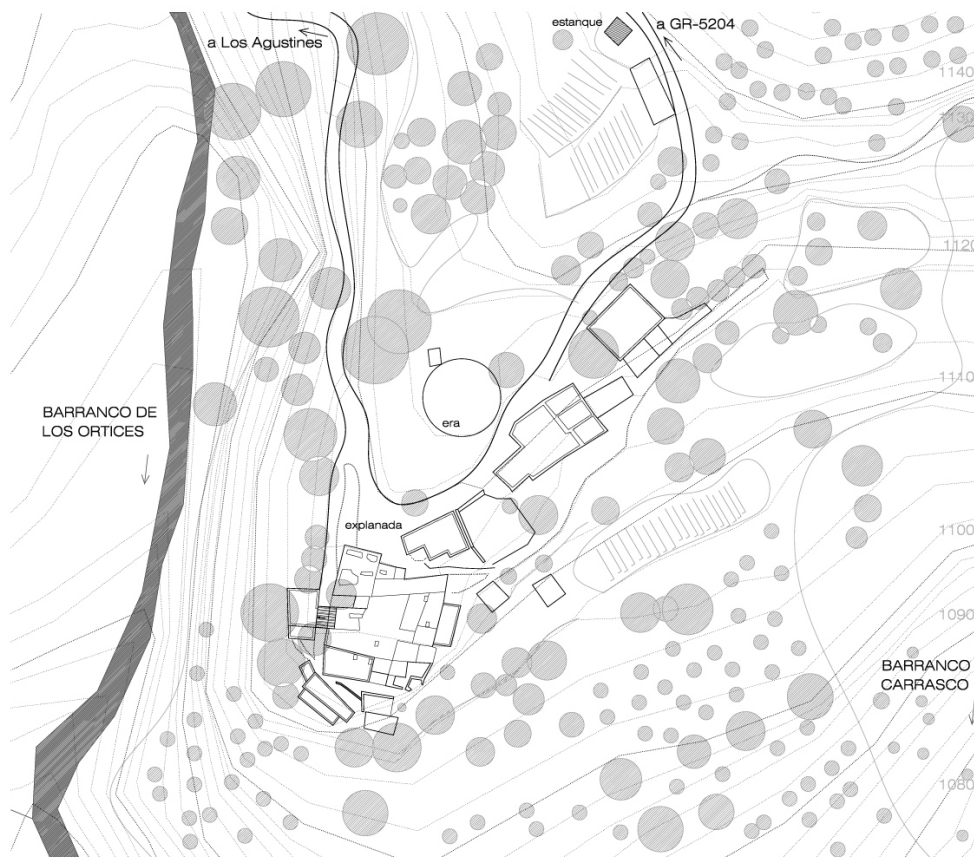 estanque
a GR-5204
a Los Agustines
1140
1130
1120
1110
BARRANCO DE
LOS ORTICES
era
explanada
1100
1090
BARRANCO
CARRASCO
1080